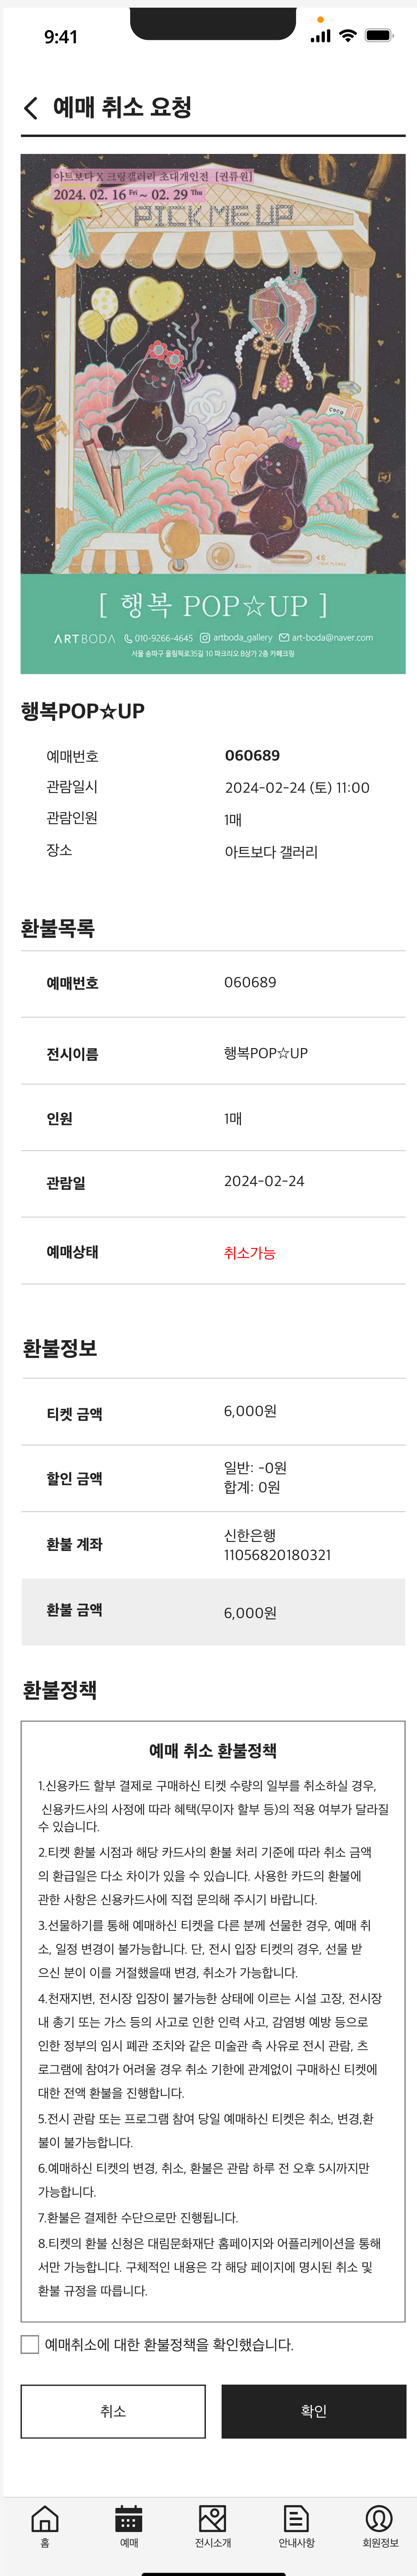 9:41
예매 취소 요청
아트보다 X 크링갤러리 초대개인전 [권류원]
2024. 02. 16 Fri ~ 02. 29 Thu
PICK ME UP
COCO
[ 행복 POP☆UP ]
ARTBODA 010-9266-4645 artboda_gallery art-boda@naver.com
서울 송파구 올림픽로35길 10 파크리오 B상가 2층 카페크링
행복POP☆UP
예매번호 060689
관람일시 2024-02-24 (토) 11:00
관람인원 1매
장소 아트보다 갤러리
환불목록
예매번호 060689
전시이름 행복POP☆UP
인원 1매
관람일 2024-02-24
예매상태 취소가능
환불정보
티켓 금액 6,000원
할인 금액 일반: -0원
합계: 0원
환불 계좌 신한은행
11056820180321
환불 금액 6,000원
환불정책
예매 취소 환불정책
1.신용카드 할부 결제로 구매하신 티켓 수량의 일부를 취소하실 경우,
신용카드사의 사정에 따라 혜택(무이자 할부 등)의 적용 여부가 달라질
수 있습니다.
2.티켓 환불 시점과 해당 카드사의 환불 처리 기준에 따라 취소 금액
의 환급일은 다소 차이가 있을 수 있습니다. 사용한 카드의 환불에
관한 사항은 신용카드사에 직접 문의해 주시기 바랍니다.
3.선물하기를 통해 예매하신 티켓을 다른 분께 선물한 경우, 예매 취
소, 일정 변경이 불가능합니다. 단, 전시 입장 티켓의 경우, 선물 받
으신 분이 이를 거절했을때 변경, 취소가 가능합니다.
4.천재지변, 전시장 입장이 불가능한 상태에 이르는 시설 고장, 전시장
내 총기 또는 가스 등의 사고로 인한 인력 사고, 감염병 예방 등으로
인한 정부의 임시 폐관 조치와 같은 미술관 측 사유로 전시 관람, 츠
로그램에 참여가 어려울 경우 취소 기한에 관계없이 구매하신 티켓에
대한 전액 환불을 진행합니다.
5.전시 관람 또는 프로그램 참여 당일 예매하신 티켓은 취소, 변경,환
불이 불가능합니다.
6.예매하신 티켓의 변경, 취소, 환불은 관람 하루 전 오후 5시까지만
가능합니다.
7.환불은 결제한 수단으로만 진행됩니다.
8.티켓의 환불 신청은 대림문화재단 홈페이지와 어플리케이션을 통해
서만 가능합니다. 구체적인 내용은 각 해당 페이지에 명시된 취소 및
환불 규정을 따릅니다.
예매취소에 대한 환불정책을 확인했습니다.
취소 확인
홈 예매 전시소개 안내사항 회원정보